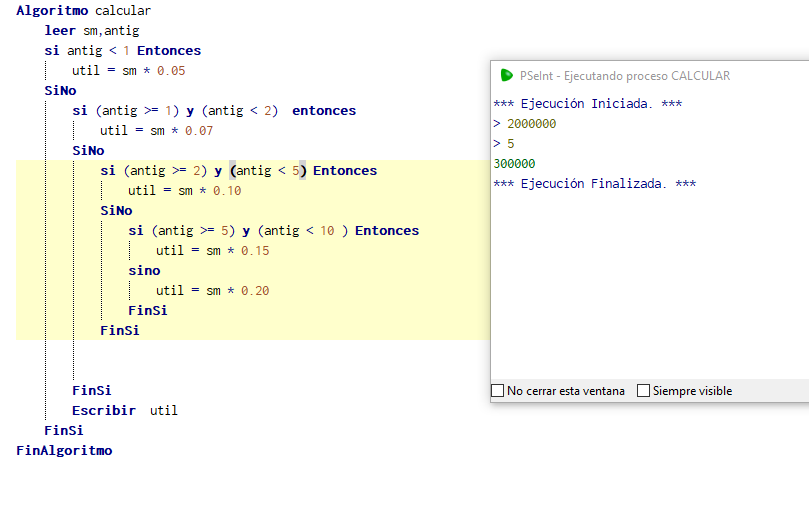 Algoritmo calcular
leer sm,antig
si antig < 1 Entonces
util = sm * 0.05
SiNo
si (antig >= 1) y (antig < 2)  entonces
util = sm * 0.07
SiNo
si (antig >= 2) y (antig < 5) Entonces
util = sm * 0.10
SiNo
si (antig >= 5) y (antig < 10 ) Entonces
util = sm * 0.15
sino
util = sm * 0.20
FinSi
FinSi
FinSi
Escribir  util
FinSi
FinAlgoritmo
PSeInt - Ejecutando proceso CALCULAR
*** Ejecución Iniciada. ***
> 2000000
> 5
300000
*** Ejecución Finalizada. ***
No cerrar esta ventana
Siempre visible